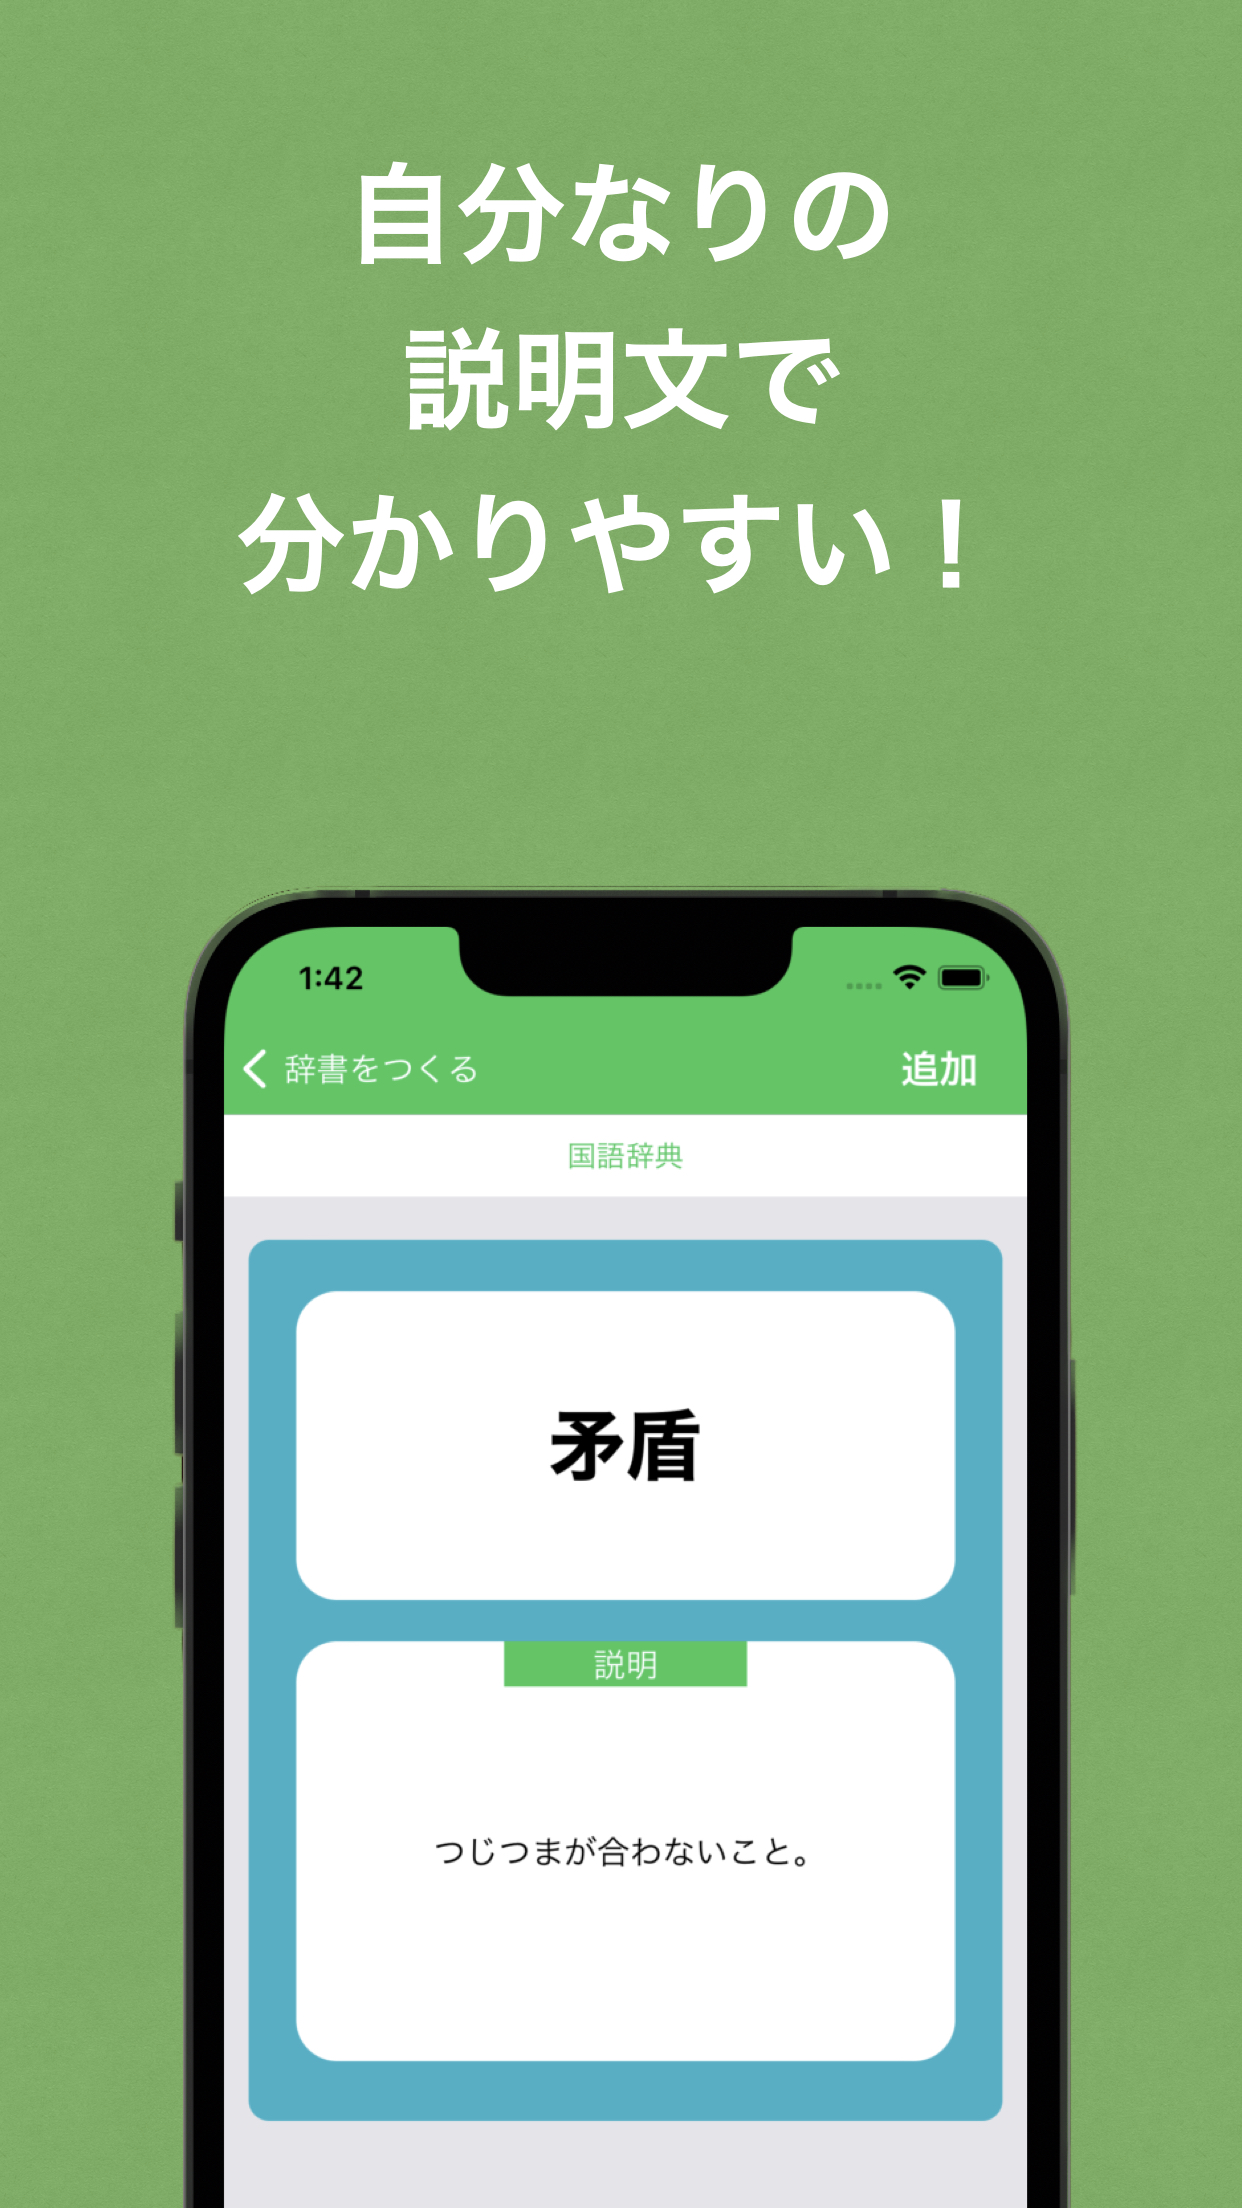 自分なりの
説明文で
分かりやすい！
1:42
辞書をつくる
追加
国語辞典
矛盾
説明
つじつまが合わないこと。